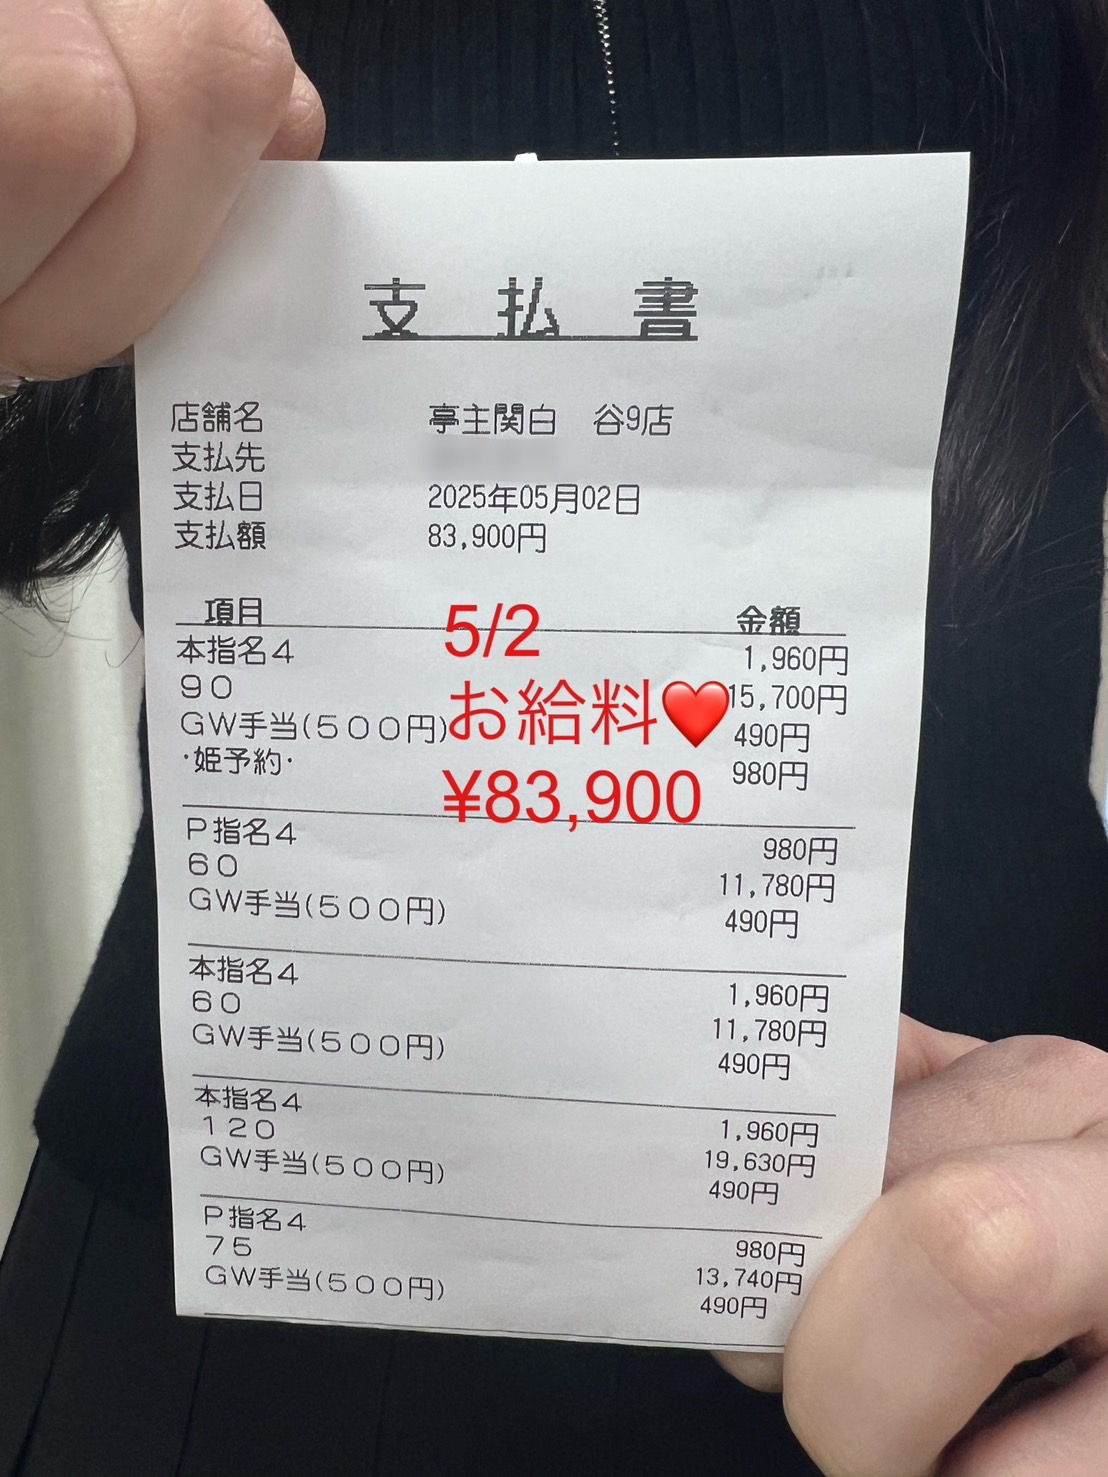 支払書
店舗名 亭主関白 谷9店
支払先
支払日 2025年05月02日
支払額 83,900円
項目 金額
5/2
お給料❤️
¥83,900
本指名4 1,960円
90 15,700円
GW手当(500円) 490円
･姫予約･ 980円
P指名4 980円
60 11,780円
GW手当(500円) 490円
本指名4 1,960円
60 11,780円
GW手当(500円) 490円
本指名4 1,960円
120 19,630円
GW手当(500円) 490円
P指名4 980円
75 13,740円
GW手当(500円) 490円